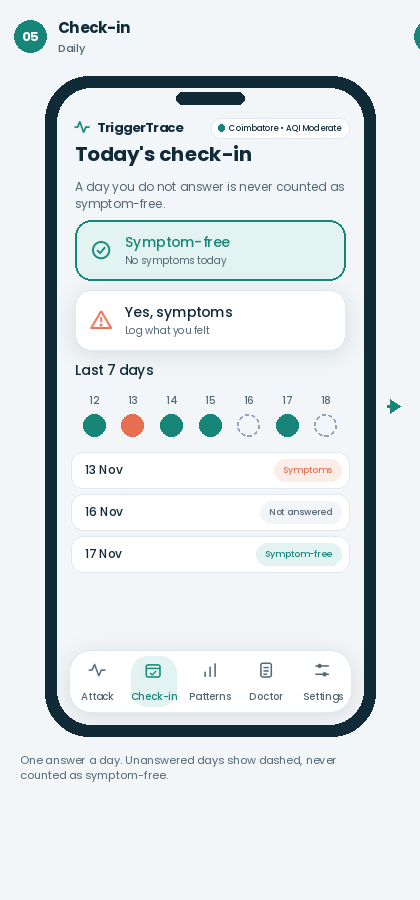 05
Check-in
Daily
TriggerTrace
Coimbatore • AQI Moderate
Today's check-in
A day you do not answer is never counted as
symptom-free.
Symptom-free
No symptoms today
Yes, symptoms
Log what you felt
Last 7 days
12 13 14 15 16 17 18
13 Nov Symptoms
16 Nov Not answered
17 Nov Symptom-free
Attack Check-in Patterns Doctor Settings
One answer a day. Unanswered days show dashed, never
counted as symptom-free.